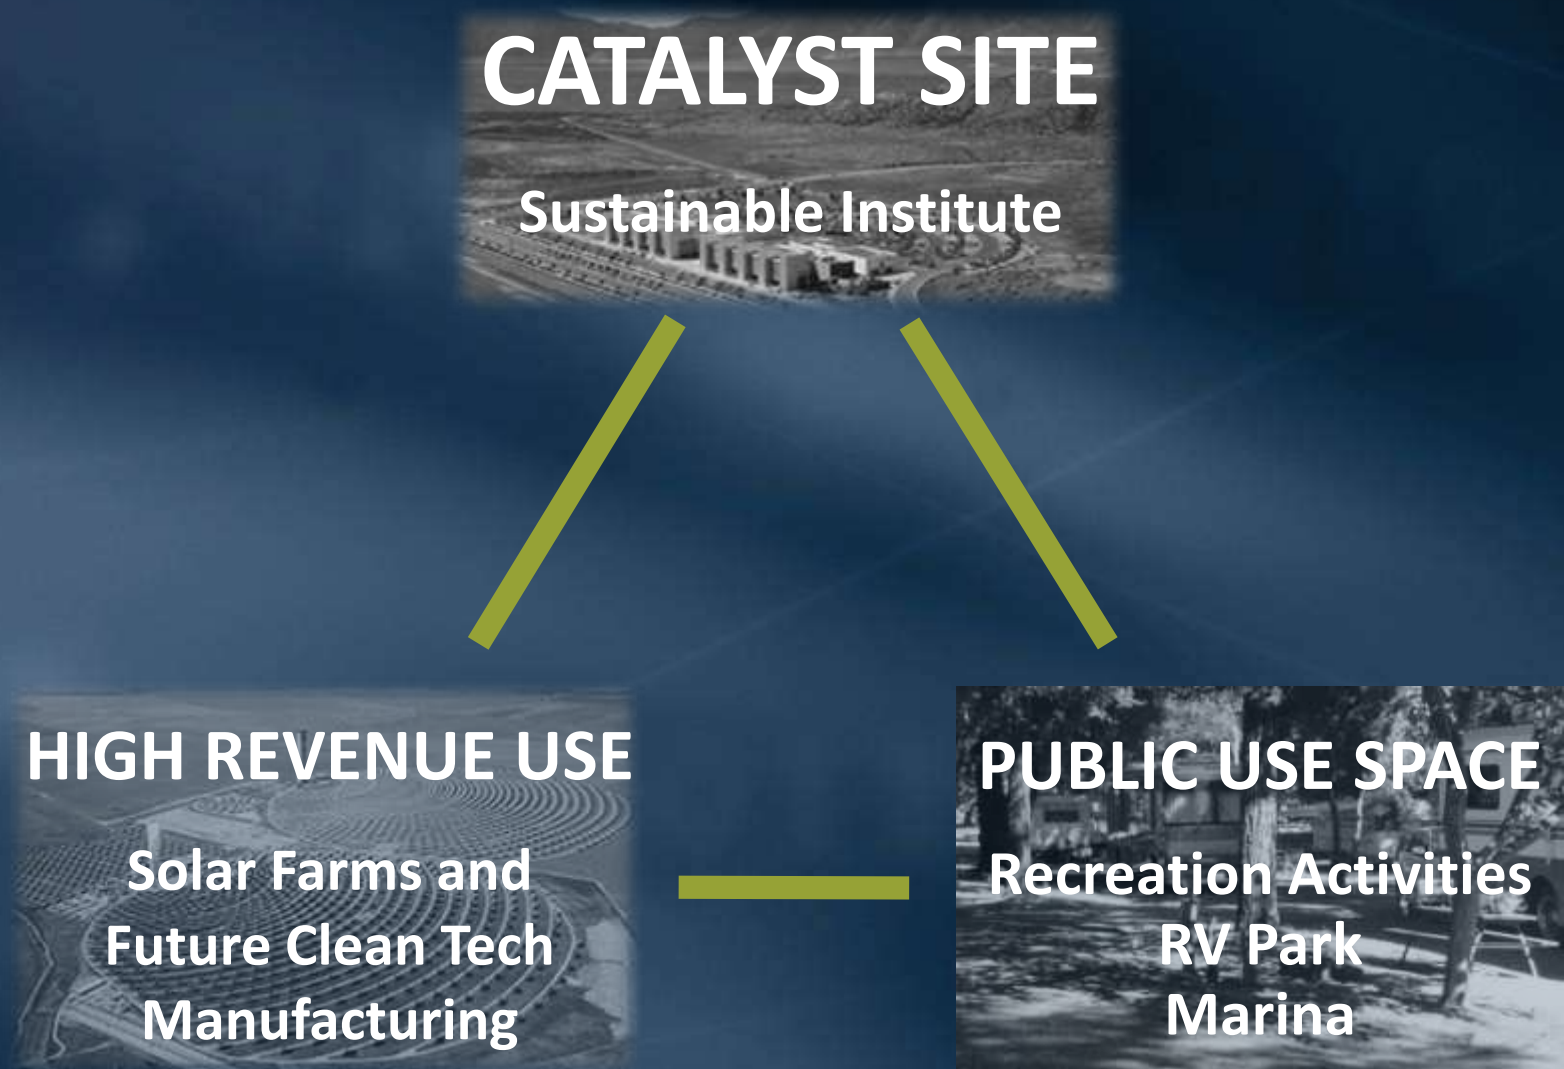 CATALYST SITE
Sustainable Institute
HIGH REVENUE USE
Solar Farms and
Future Clean Tech
Manufacturing
PUBLIC USE SPACE
Recreation Activities
RV Park
Marina